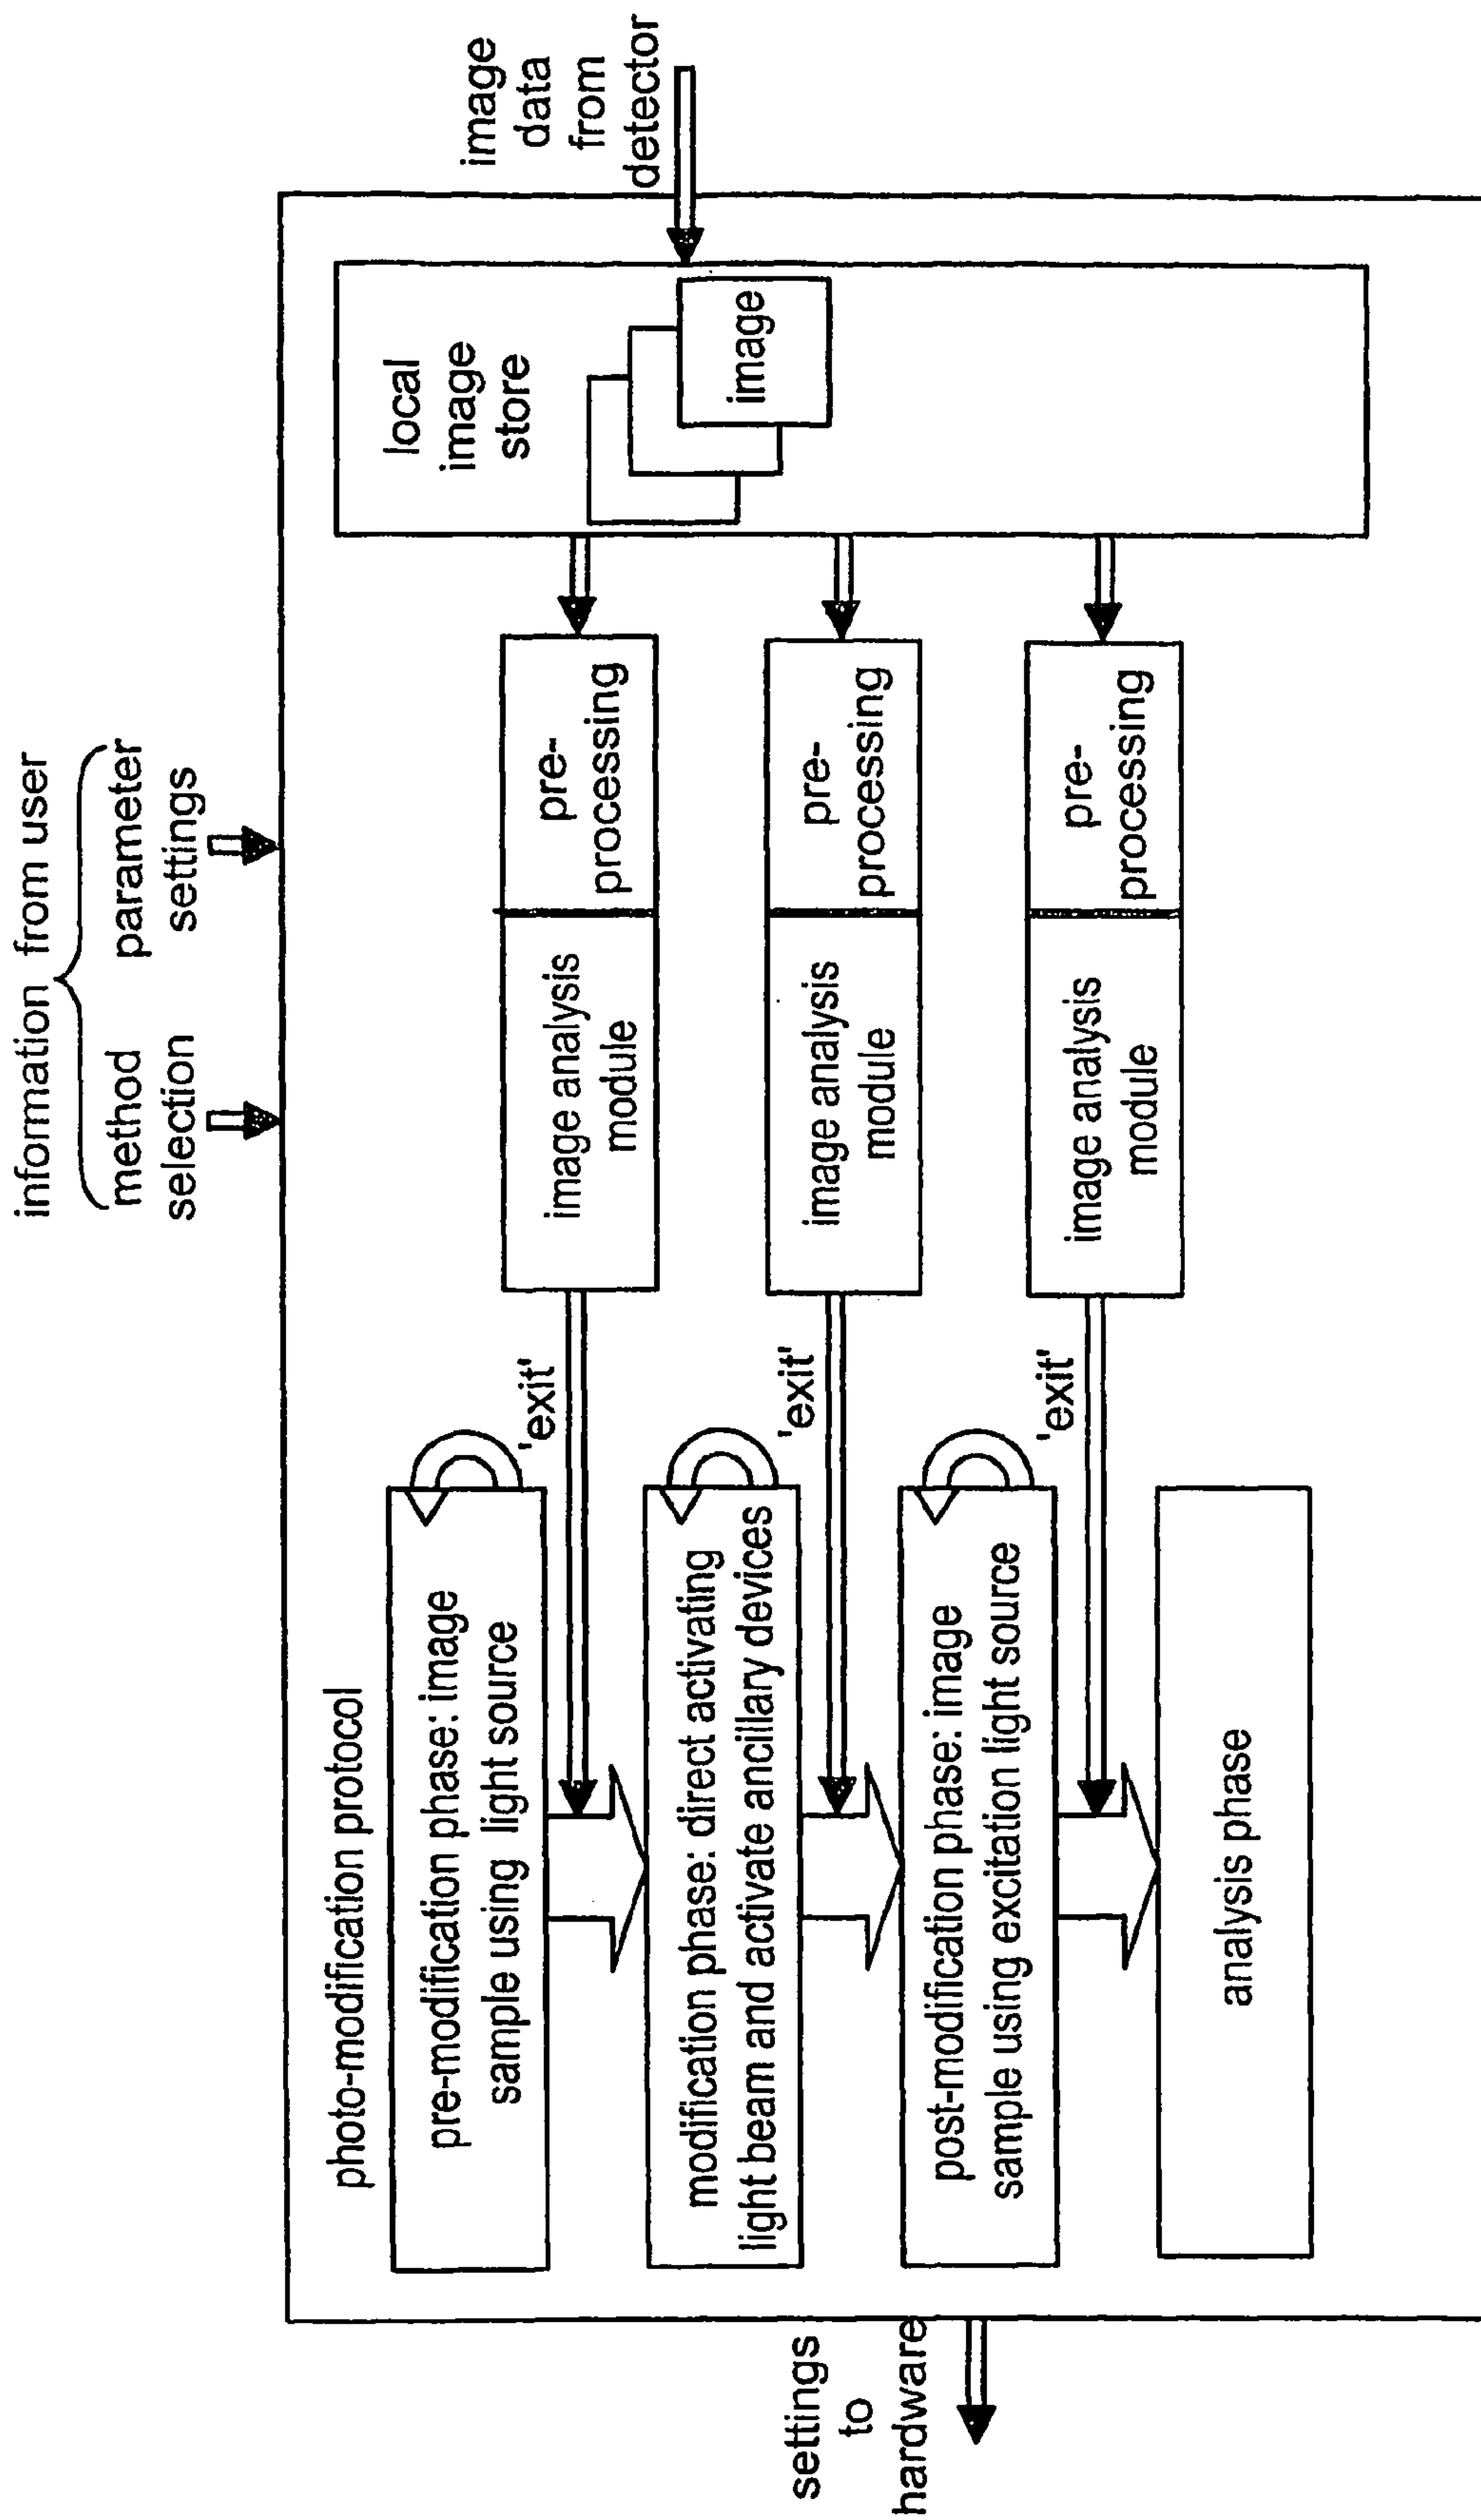 information from user
method
selection
parameter
settings
photo-modification protocol
pre-modification phase: image
sample using light source
'exit'
image analysis
module
pre-
processing
local
image
store
image
image
data
from
detector
modification phase: direct activating
light beam and activate ancillary devices
'exit'
image analysis
module
pre-
processing
settings
to
hardware
post-modification phase: image
sample using excitation light source
'exit'
image analysis
module
pre-
processing
analysis phase